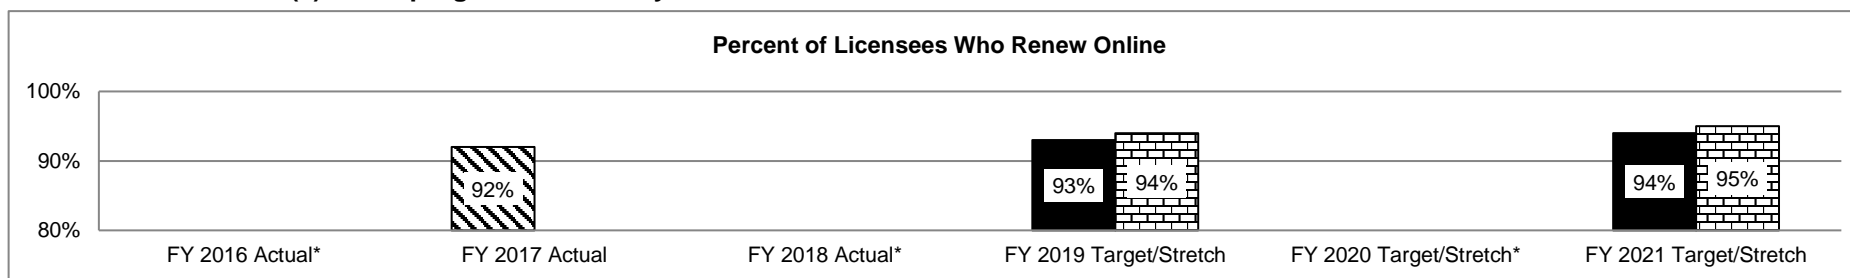 Percent of Licensees Who Renew Online
100%
90%
80%
92%
93%
94%
94%
95%
FY 2016 Actual*
FY 2017 Actual
FY 2018 Actual*
FY 2019 Target/Stretch
FY 2020 Target/Stretch*
FY 2021 Target/Stretch